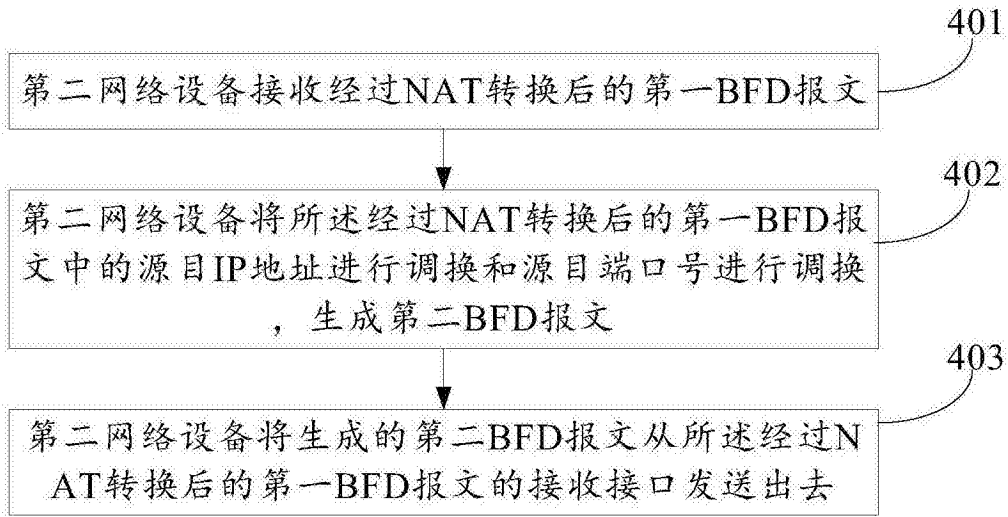 401
第二网络设备接收经过NAT转换后的第一BFD报文
402
第二网络设备将所述经过NAT转换后的第一BFD报
文中的源目IP地址进行调换和源目端口号进行调换
，生成第二BFD报文
403
第二网络设备将生成的第二BFD报文从所述经过N
AT转换后的第一BFD报文的接收接口发送出去